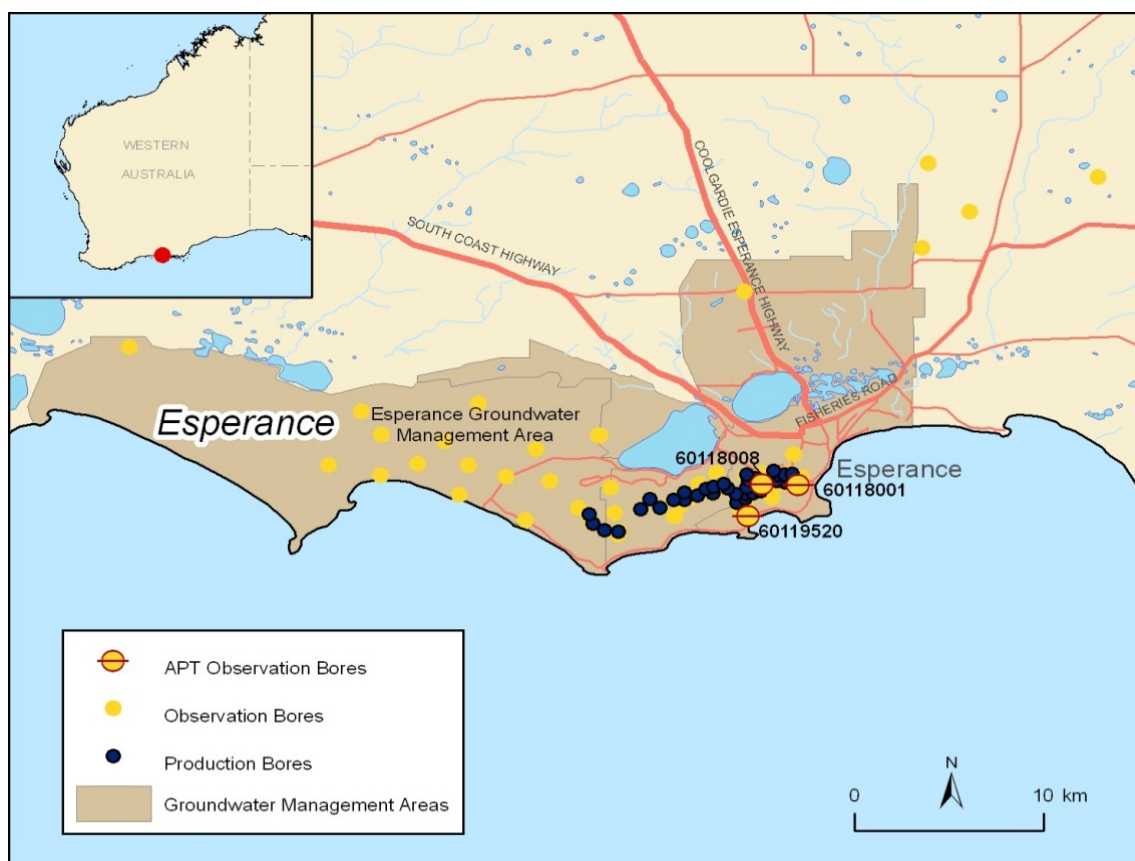 WESTERN
AUSTRALIA
SOUTH COAST HIGHWAY
COOLGARDIE ESPERANCE HIGHWAY
FISHERIES ROAD
Esperance
Esperance Groundwater
Management Area
60118008
Esperance
60118001
60119520
APT Observation Bores
Observation Bores
Production Bores
Groundwater Management Areas
N
0 10 km